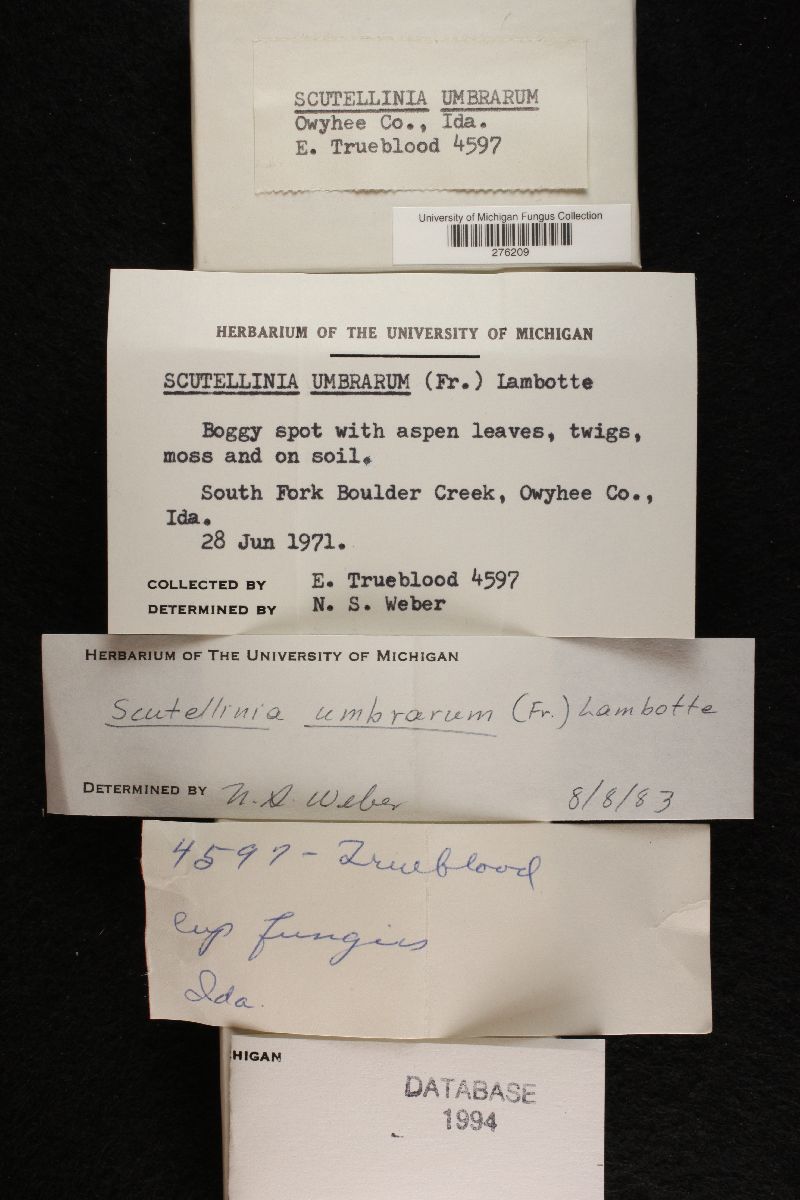 SCUTELLINIA UMBRARUM
Owyhee Co., Ida.
E. Trueblood 4597
University of Michigan Fungus Collection
276209
HERBARIUM OF THE UNIVERSITY OF MICHIGAN
SCUTELLINIA UMBRARUM (Fr.) Lambotte
Boggy spot with aspen leaves, twigs,
moss and on soil.
South Fork Boulder Creek, Owyhee Co.,
Ida.
28 Jun 1971.
COLLECTED BY E. Trueblood 4597
DETERMINED BY N. S. Weber
HERBARIUM OF THE UNIVERSITY OF MICHIGAN
Scutellinia umbrarum (Fr.) Lambotte
DETERMINED BY N. S. Weber 8/8/83
4597 - Trueblood
Cup fungus
Ida.
HIGAN
DATABASE
1994